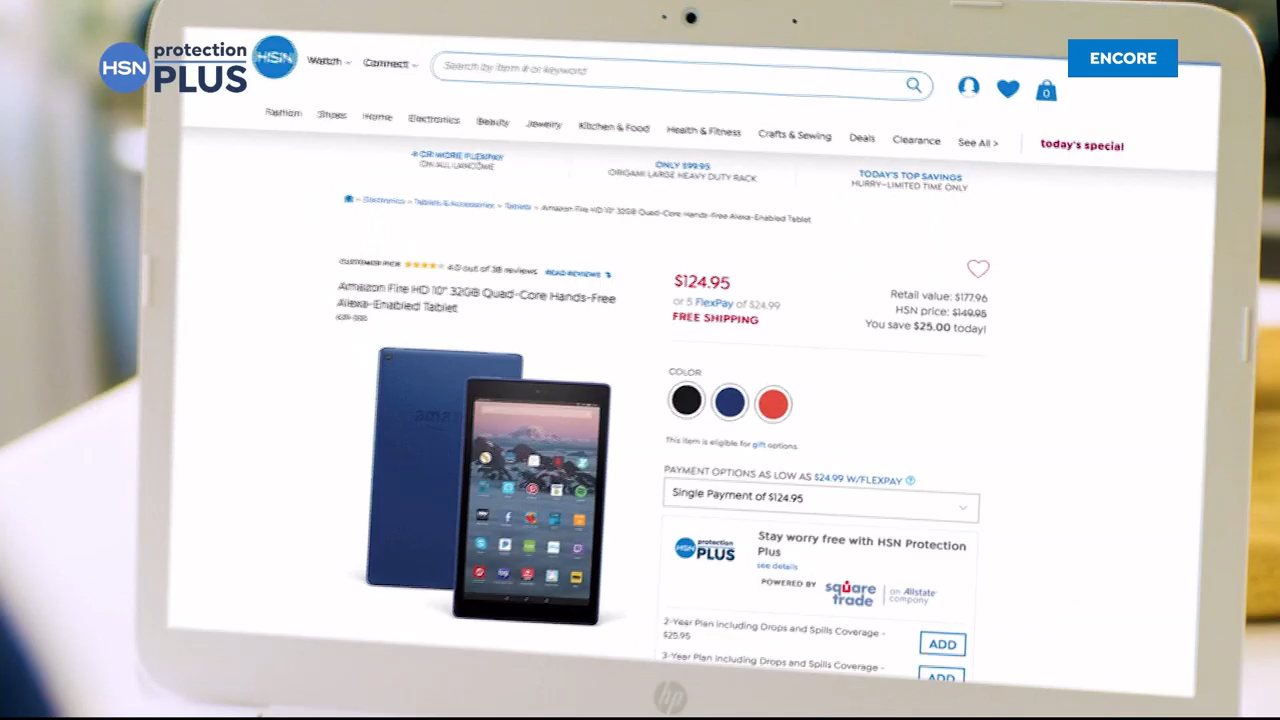 HSN protection PLUS
ENCORE
HSN
Watch
Connect
Search by item # or keyword
0
Fashion
Shoes
Home
Electronics
Beauty
Jewelry
Kitchen & Food
Health & Fitness
Crafts & Sewing
Deals
Clearance
See All >
today's special
4 OR MORE FLEXPAY
ON ALL LANCOME
ONLY $99.95
ORIGAMI LARGE HEAVY DUTY RACK
TODAY'S TOP SAVINGS
HURRY–LIMITED TIME ONLY
Electronics > Tablets & Accessories > Tablets > Amazon Fire HD 10" 32GB Quad-Core Hands-Free Alexa-Enabled Tablet
CUSTOMER PICK
4.0 out of 38 reviews
READ REVIEWS
Amazon Fire HD 10" 32GB Quad-Core Hands-Free
Alexa-Enabled Tablet
$124.95
or 5 FlexPay of $24.99
FREE SHIPPING
Retail value: $177.96
HSN price: $149.95
You save $25.00 today!
COLOR
This item is eligible for gift options.
PAYMENT OPTIONS AS LOW AS $24.99 W/FLEXPAY
Single Payment of $124.95
HSN protection PLUS
Stay worry free with HSN Protection
Plus
see details
POWERED BY
square trade
an Allstate company
2-Year Plan including Drops and Spills Coverage -
$25.95
ADD
3-Year Plan including Drops and Spills Coverage -
ADD
hp